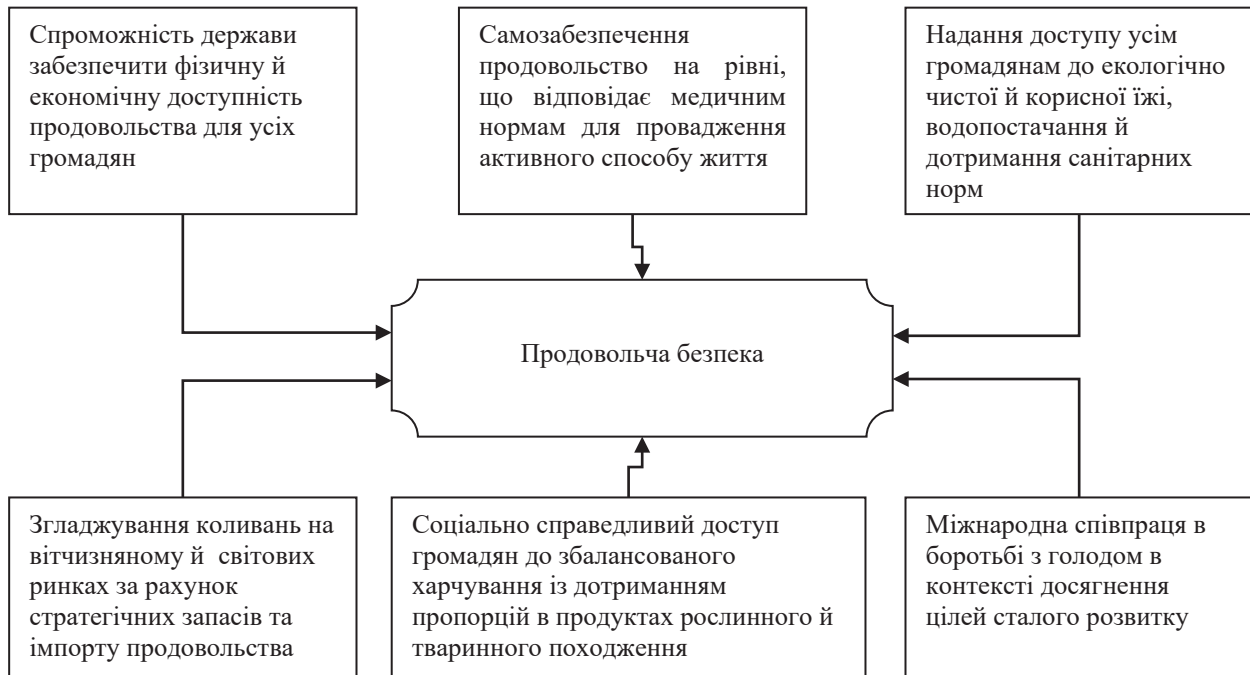 Спроможність держави
забезпечити фізичну й
економічну доступність
продовольства для усіх
громадян
Самозабезпечення
продовольство на рівні,
що відповідає медичним
нормам для провадження
активного способу життя
Надання доступу усім
громадянам до екологічно
чистої й корисної їжі,
водопостачання й
дотримання санітарних
норм
Продовольча безпека
Згладжування коливань на
вітчизняному й світових
ринках за рахунок
стратегічних запасів та
імпорту продовольства
Соціально справедливий доступ
громадян до збалансованого
харчування із дотриманням
пропорцій в продуктах рослинного й
тваринного походження
Міжнародна співпраця в
боротьбі з голодом в
контексті досягнення
цілей сталого розвитку